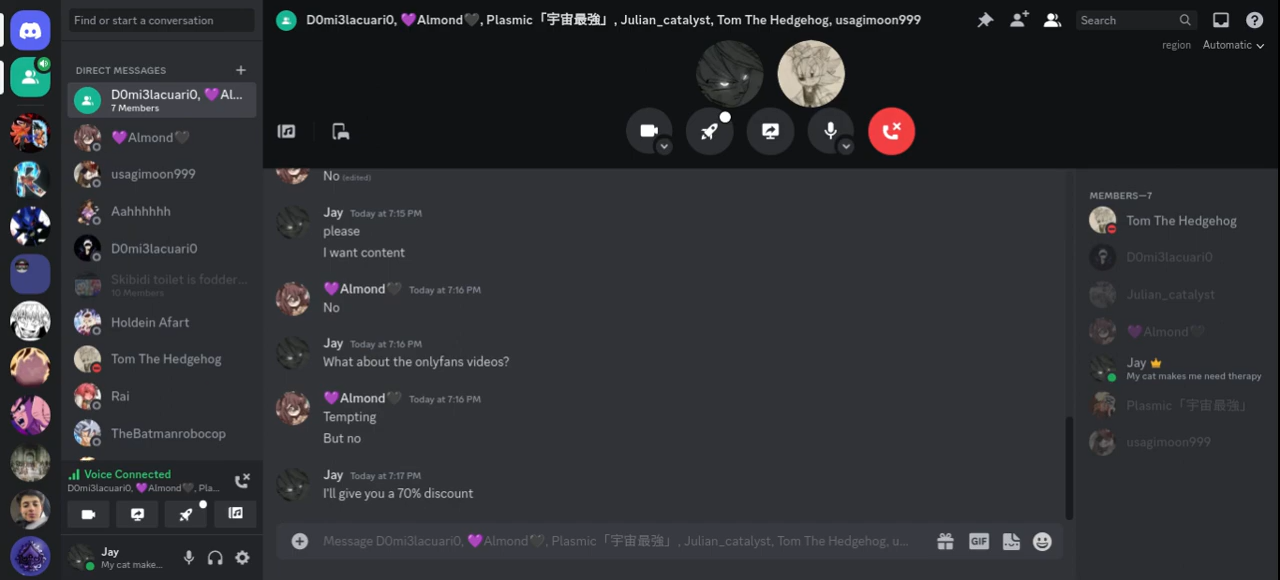 Find or start a conversation
DIRECT MESSAGES
D0mi3lacuari0, 💜Al...
7 Members
💜Almond🖤
usagimoon999
Aahhhhhh
D0mi3lacuari0
Skibidi toilet is fodder...
10 Members
Holdein Afart
Tom The Hedgehog
Rai
TheBatmanrobocop
Voice Connected
D0mi3lacuari0, 💜Almond🖤, Pla...
Jay
My cat make...
D0mi3lacuari0, 💜Almond🖤, Plasmic「宇宙最強」, Julian_catalyst, Tom The Hedgehog, usagimoon999
Search
region Automatic
No (edited)
Jay Today at 7:15 PM
please
I want content
💜Almond🖤 Today at 7:16 PM
No
Jay Today at 7:16 PM
What about the onlyfans videos?
💜Almond🖤 Today at 7:16 PM
Tempting
But no
Jay Today at 7:17 PM
I'll give you a 70% discount
Message D0mi3lacuari0, 💜Almond🖤, Plasmic「宇宙最強」, Julian_catalyst, Tom The Hedgehog, u...
GIF
MEMBERS—7
Tom The Hedgehog
D0mi3lacuari0
Julian_catalyst
💜Almond🖤
Jay
My cat makes me need therapy
Plasmic「宇宙最強」
usagimoon999